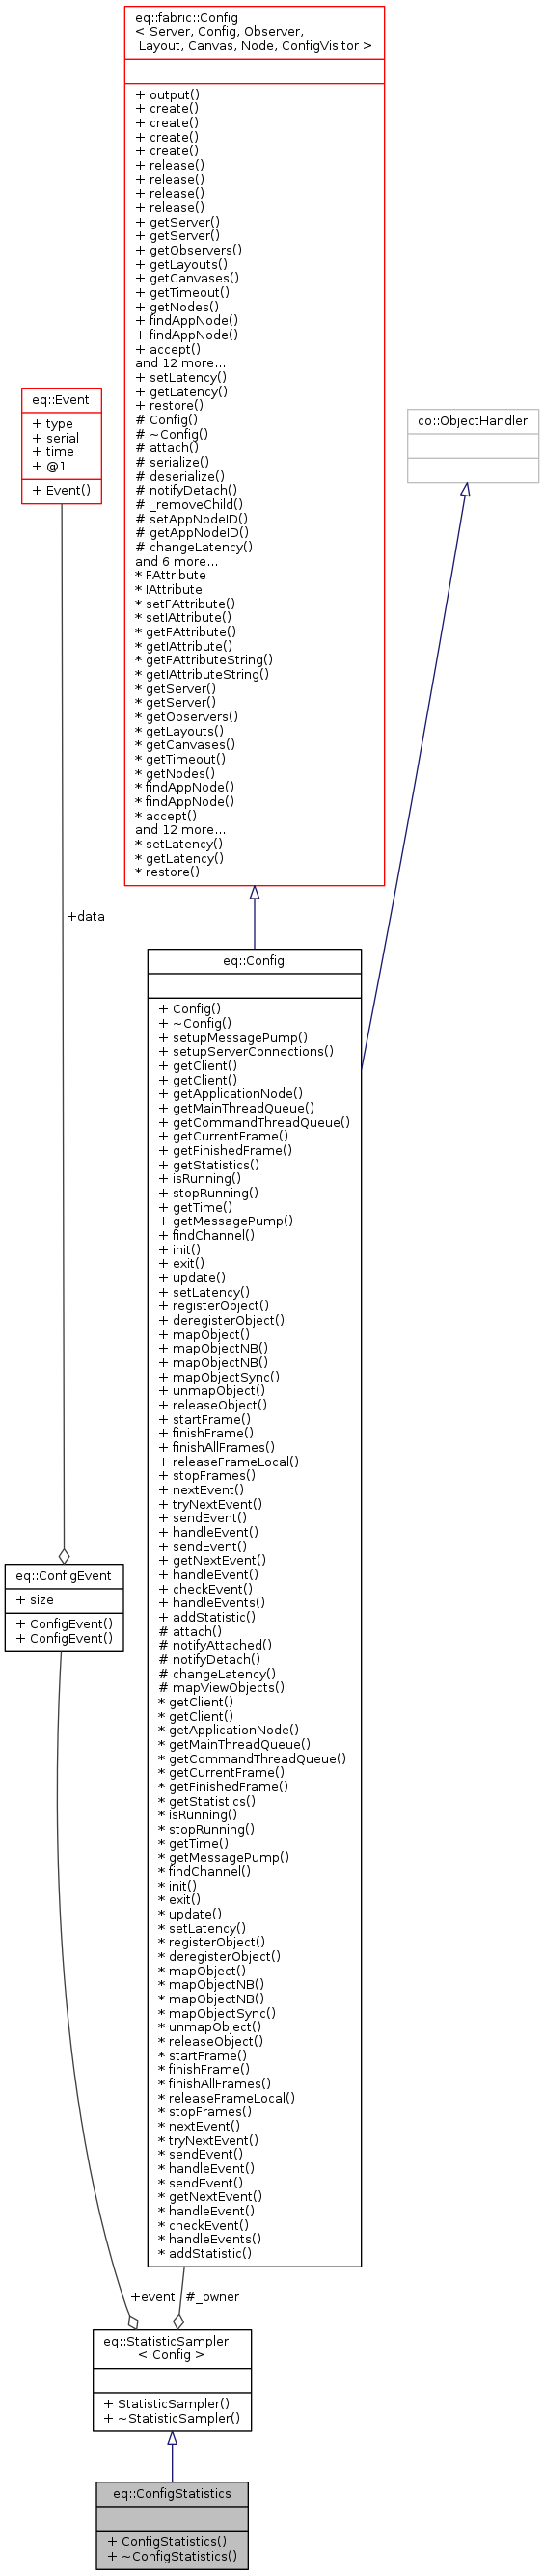 eq::fabric::Config
< Server, Config, Observer,
Layout, Canvas, Node, ConfigVisitor >
+ output()
+ create()
+ create()
+ create()
+ create()
+ release()
+ release()
+ release()
+ release()
+ getServer()
+ getServer()
+ getObservers()
+ getLayouts()
+ getCanvases()
+ getTimeout()
+ getNodes()
+ findAppNode()
+ findAppNode()
+ accept()
and 12 more...
+ setLatency()
+ getLatency()
+ restore()
# Config()
# ~Config()
# attach()
# serialize()
# deserialize()
# notifyDetach()
# _removeChild()
# setAppNodeID()
# getAppNodeID()
# changeLatency()
and 6 more...
* FAttribute
* IAttribute
* setFAttribute()
* setIAttribute()
* getFAttribute()
* getIAttribute()
* getFAttributeString()
* getIAttributeString()
* getServer()
* getServer()
* getObservers()
* getLayouts()
* getCanvases()
* getTimeout()
* getNodes()
* findAppNode()
* findAppNode()
* accept()
and 12 more...
* setLatency()
* getLatency()
* restore()
eq::Event
+ type
+ serial
+ time
+ @1
+ Event()
co::ObjectHandler
+data
eq::Config
+ Config()
+ ~Config()
+ setupMessagePump()
+ setupServerConnections()
+ getClient()
+ getClient()
+ getApplicationNode()
+ getMainThreadQueue()
+ getCommandThreadQueue()
+ getCurrentFrame()
+ getFinishedFrame()
+ getStatistics()
+ isRunning()
+ stopRunning()
+ getTime()
+ getMessagePump()
+ findChannel()
+ init()
+ exit()
+ update()
+ setLatency()
+ registerObject()
+ deregisterObject()
+ mapObject()
+ mapObjectNB()
+ mapObjectNB()
+ mapObjectSync()
+ unmapObject()
+ releaseObject()
+ startFrame()
+ finishFrame()
+ finishAllFrames()
+ releaseFrameLocal()
+ stopFrames()
+ nextEvent()
+ tryNextEvent()
+ sendEvent()
+ handleEvent()
+ sendEvent()
+ getNextEvent()
+ handleEvent()
+ checkEvent()
+ handleEvents()
+ addStatistic()
# attach()
# notifyAttached()
# notifyDetach()
# changeLatency()
# mapViewObjects()
* getClient()
* getClient()
* getApplicationNode()
* getMainThreadQueue()
* getCommandThreadQueue()
* getCurrentFrame()
* getFinishedFrame()
* getStatistics()
* isRunning()
* stopRunning()
* getTime()
* getMessagePump()
* findChannel()
* init()
* exit()
* update()
* setLatency()
* registerObject()
* deregisterObject()
* mapObject()
* mapObjectNB()
* mapObjectNB()
* mapObjectSync()
* unmapObject()
* releaseObject()
* startFrame()
* finishFrame()
* finishAllFrames()
* releaseFrameLocal()
* stopFrames()
* nextEvent()
* tryNextEvent()
* sendEvent()
* handleEvent()
* sendEvent()
* getNextEvent()
* handleEvent()
* checkEvent()
* handleEvents()
* addStatistic()
eq::ConfigEvent
+ size
+ ConfigEvent()
+ ConfigEvent()
+event
#_owner
eq::StatisticSampler
< Config >
+ StatisticSampler()
+ ~StatisticSampler()
eq::ConfigStatistics
+ ConfigStatistics()
+ ~ConfigStatistics()